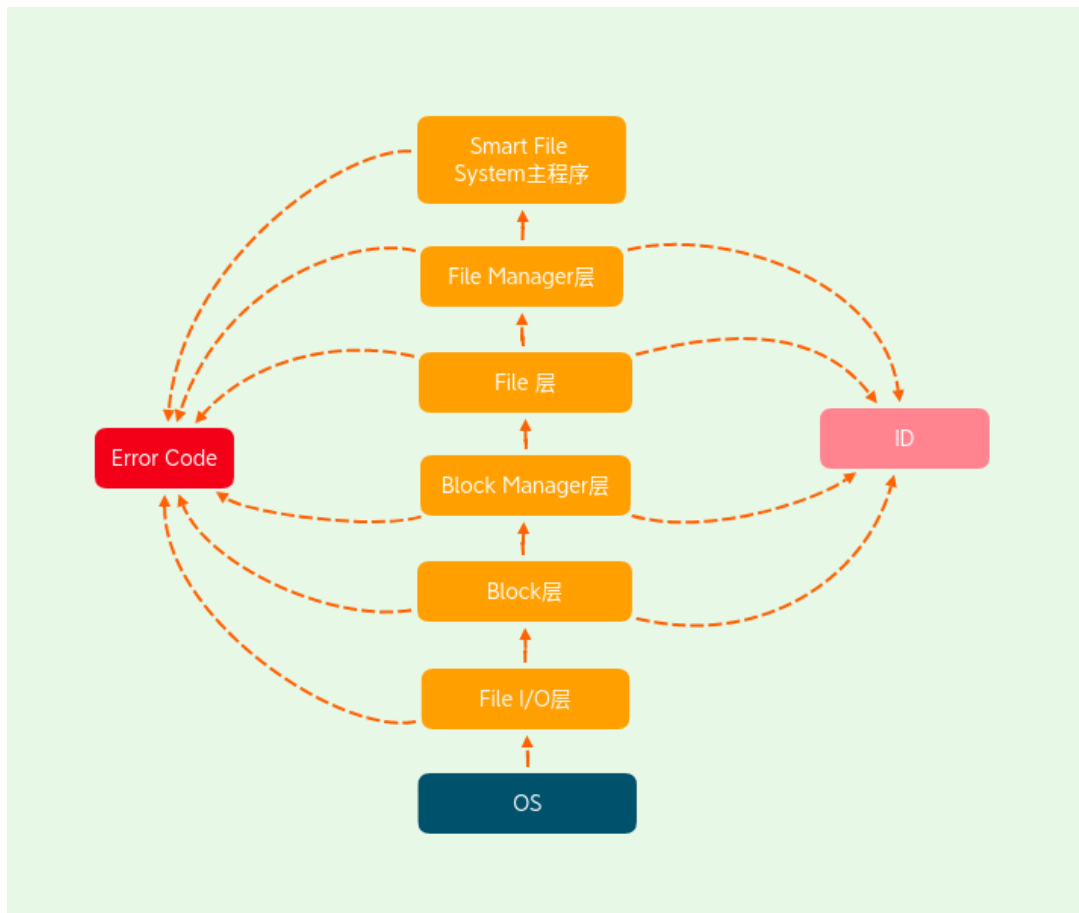 Smart File
System主程序
File Manager层
File 层
Error Code
ID
Block Manager层
Block层
File I/O层
OS